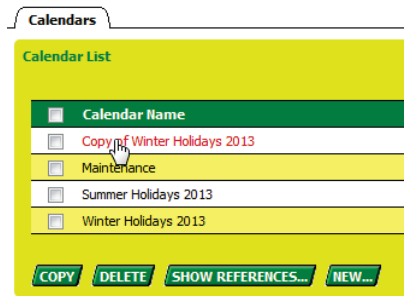 Calendars
Calendar List
Calendar Name
Copy of Winter Holidays 2013
Maintenance
Summer Holidays 2013
Winter Holidays 2013
COPY DELETE SHOW REFERENCES... NEW...